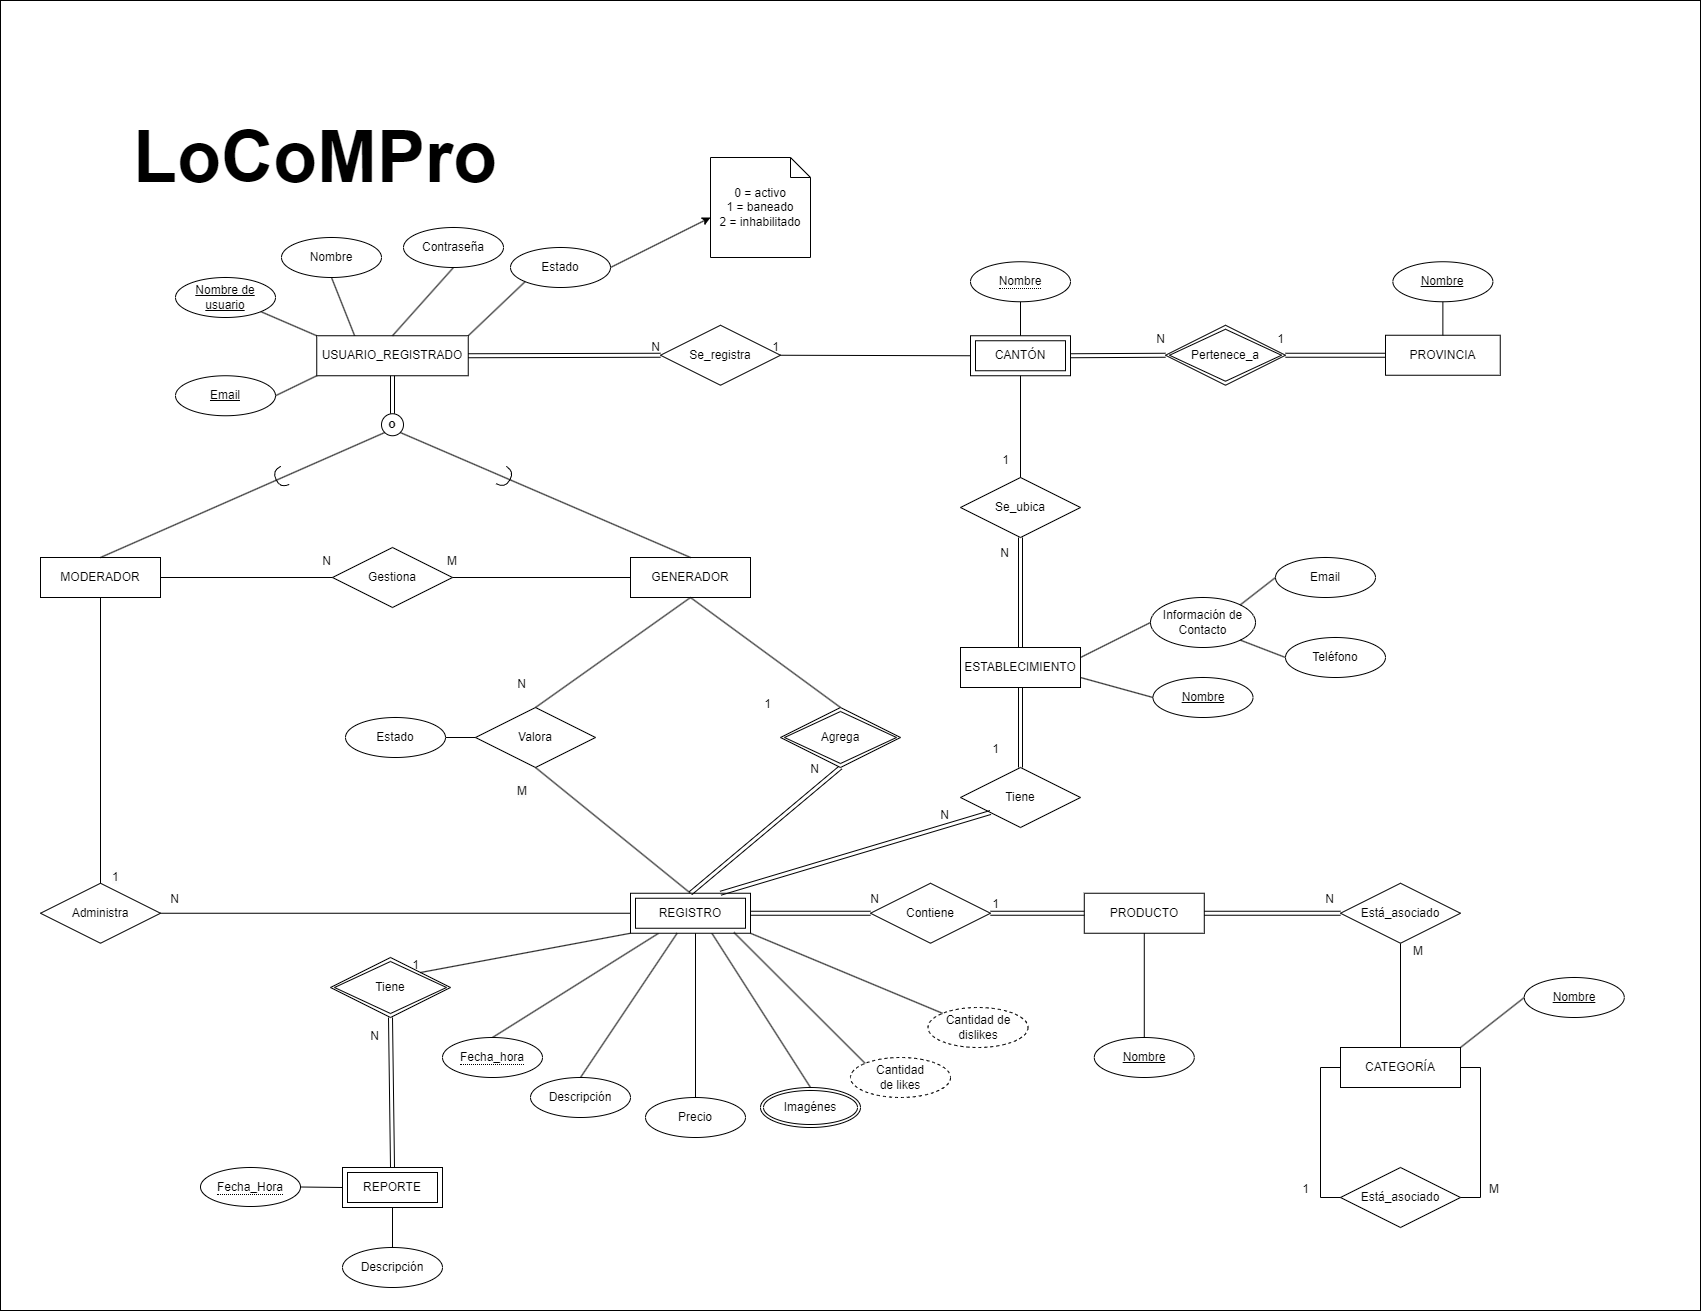 LoCoMPro
0 = activo
1 = baneado
2 = inhabilitado
Contraseña
Nombre
Estado
Nombre de
usuario
Nombre
Nombre
USUARIO_REGISTRADO
N
Se_registra
1
CANTÓN
N
Pertenece_a
1
PROVINCIA
Email
o
1
Se_ubica
N
MODERADOR
N
Gestiona
M
GENERADOR
Email
Información de
Contacto
Teléfono
ESTABLECIMIENTO
Nombre
N
1
Estado
Valora
Agrega
1
N
M
Tiene
N
1
Administra
N
REGISTRO
N
Contiene
1
PRODUCTO
N
Está_asociado
M
1
Tiene
N
Fecha_hora
Descripción
Precio
Imagénes
Cantidad
de likes
Cantidad de
dislikes
Nombre
Nombre
CATEGORÍA
Fecha_Hora
REPORTE
1
Está_asociado
M
Descripción